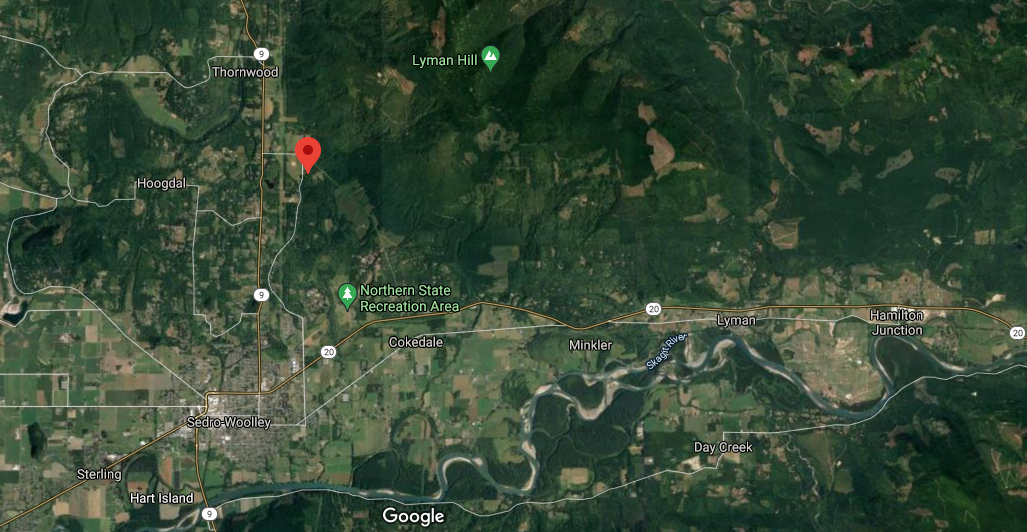 9
Thornwood
Lyman Hill
Hoogdal
Northern State
Recreation Area
9
20
Lyman
Hamilton
Junction
20
20
Cokedale
Minkler
Skagit River
Sedro-Woolley
Day Creek
Sterling
Hart Island
9
Google